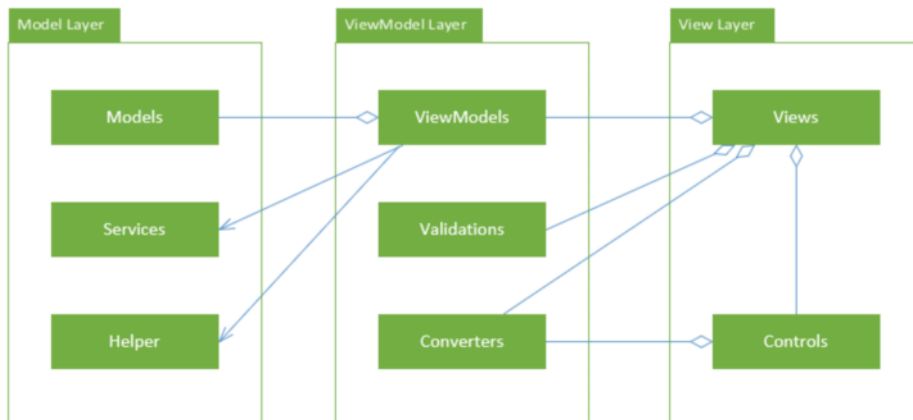 Model Layer
ViewModel Layer
View Layer
Models
ViewModels
Views
Services
Validations
Helper
Converters
Controls